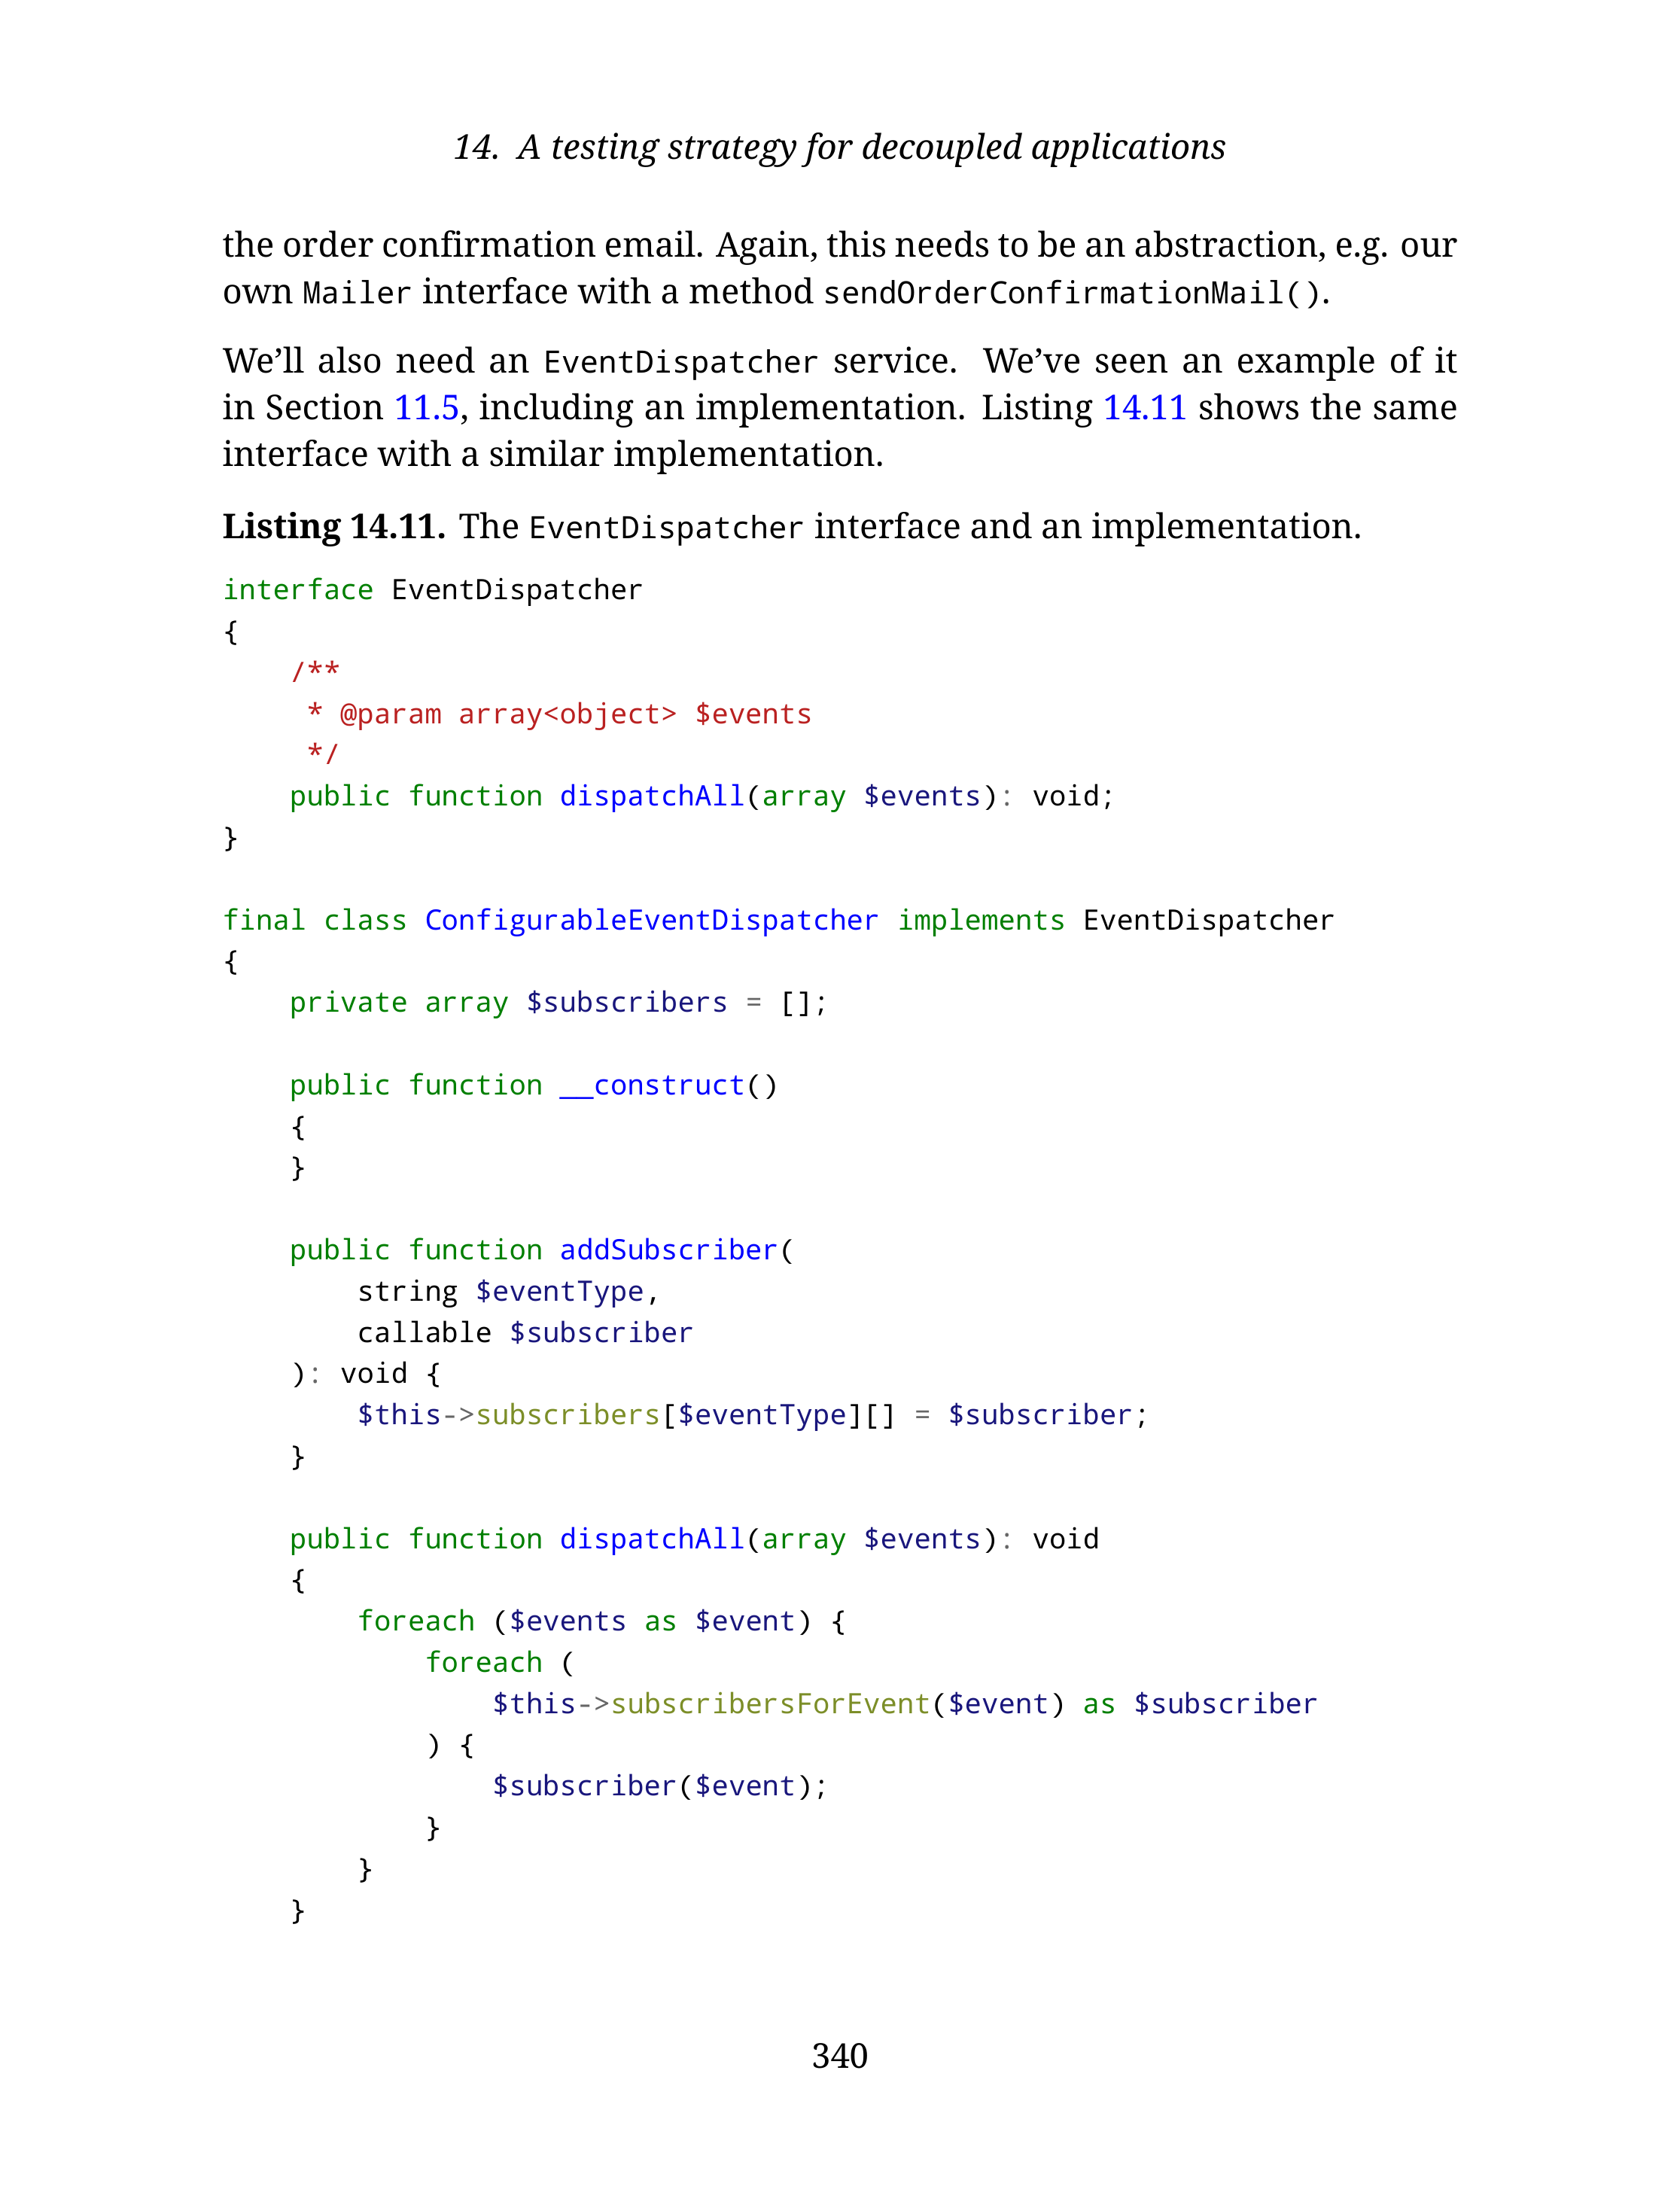 14. A testing strategy for decoupled applications
the order confirmation email. Again, this needs to be an abstraction, e.g. our
own Mailer interface with a method sendOrderConfirmationMail().
We’ll also need an EventDispatcher service. We’ve seen an example of it
in Section 11.5, including an implementation. Listing 14.11 shows the same
interface with a similar implementation.
Listing 14.11. The EventDispatcher interface and an implementation.
interface EventDispatcher
{
    /**
     * @param array<object> $events
     */
    public function dispatchAll(array $events): void;
}

final class ConfigurableEventDispatcher implements EventDispatcher
{
    private array $subscribers = [];

    public function __construct()
    {
    }

    public function addSubscriber(
        string $eventType,
        callable $subscriber
    ): void {
        $this->subscribers[$eventType][] = $subscriber;
    }

    public function dispatchAll(array $events): void
    {
        foreach ($events as $event) {
            foreach (
                $this->subscribersForEvent($event) as $subscriber
            ) {
                $subscriber($event);
            }
        }
    }
340